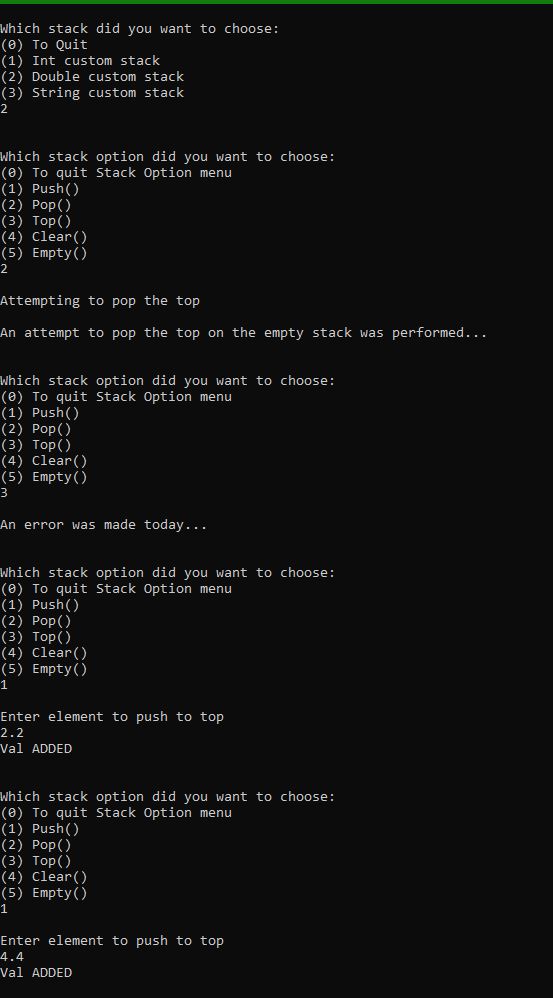 Which stack did you want to choose:
(0) To Quit
(1) Int custom stack
(2) Double custom stack
(3) String custom stack
2
Which stack option did you want to choose:
(0) To quit Stack Option menu
(1) Push()
(2) Pop()
(3) Top()
(4) Clear()
(5) Empty()
2
Attempting to pop the top
An attempt to pop the top on the empty stack was performed...
Which stack option did you want to choose:
(0) To quit Stack Option menu
(1) Push()
(2) Pop()
(3) Top()
(4) Clear()
(5) Empty()
3
An error was made today...
Which stack option did you want to choose:
(0) To quit Stack Option menu
(1) Push()
(2) Pop()
(3) Top()
(4) Clear()
(5) Empty()
1
Enter element to push to top
2.2
Val ADDED
Which stack option did you want to choose:
(0) To quit Stack Option menu
(1) Push()
(2) Pop()
(3) Top()
(4) Clear()
(5) Empty()
1
Enter element to push to top
4.4
Val ADDED